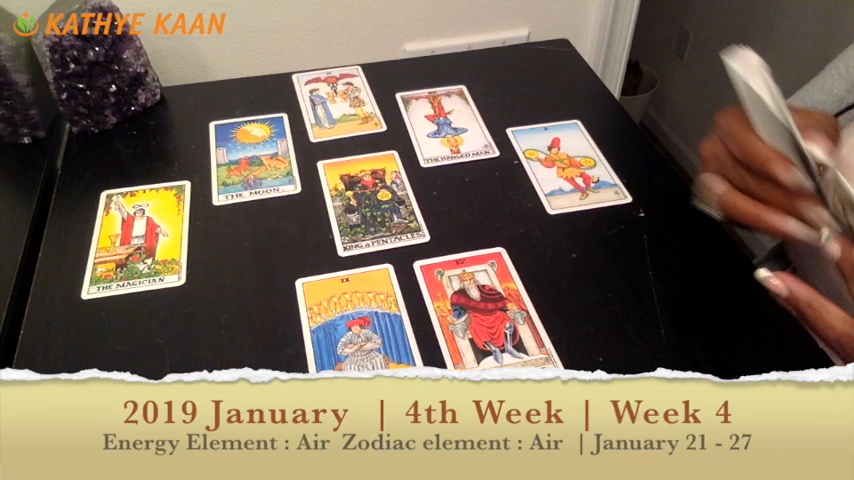 KATHYE KAAN
THE HANGED MAN
THE MOON.
KING of PENTACLES.
THE MAGICIAN
IV
2019 January | 4th Week | Week 4
Energy Element : Air Zodiac element : Air | January 21 - 27